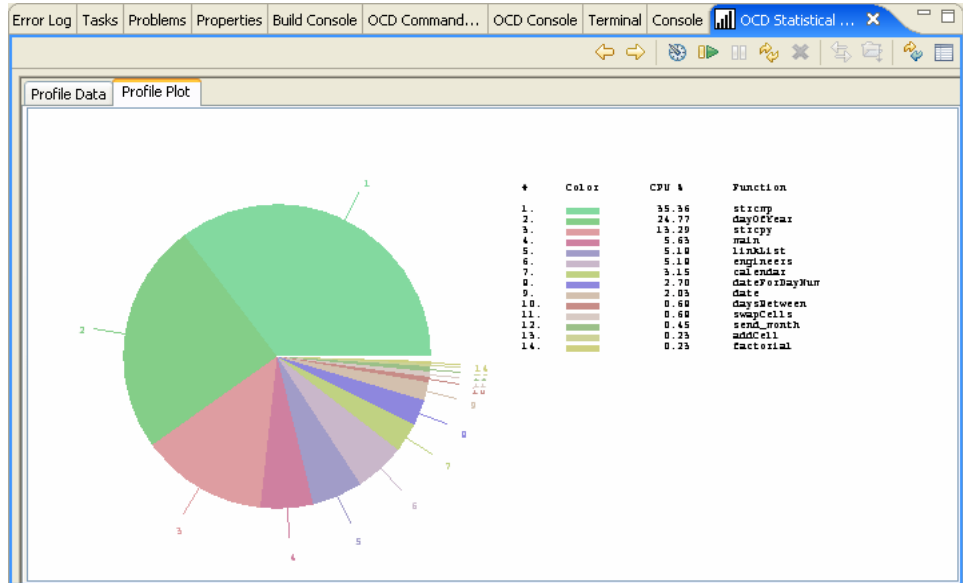 Error Log Tasks Problems Properties Build Console OCD Command... OCD Console Terminal Console OCD Statistical ...
Profile Data Profile Plot
# Color CPU % Function
1. 35.36 strcmp
2. 24.77 dayOfYear
3. 13.29 strcpy
4. 5.63 main
5. 5.18 linkList
6. 5.18 engineers
7. 3.15 calendar
8. 2.70 dateForDayNum
9. 2.03 date
10. 0.68 daysBetween
11. 0.68 swapCells
12. 0.45 send_month
13. 0.23 addCell
14. 0.23 factorial
1
2
3
4
5
6
7
8
9
14